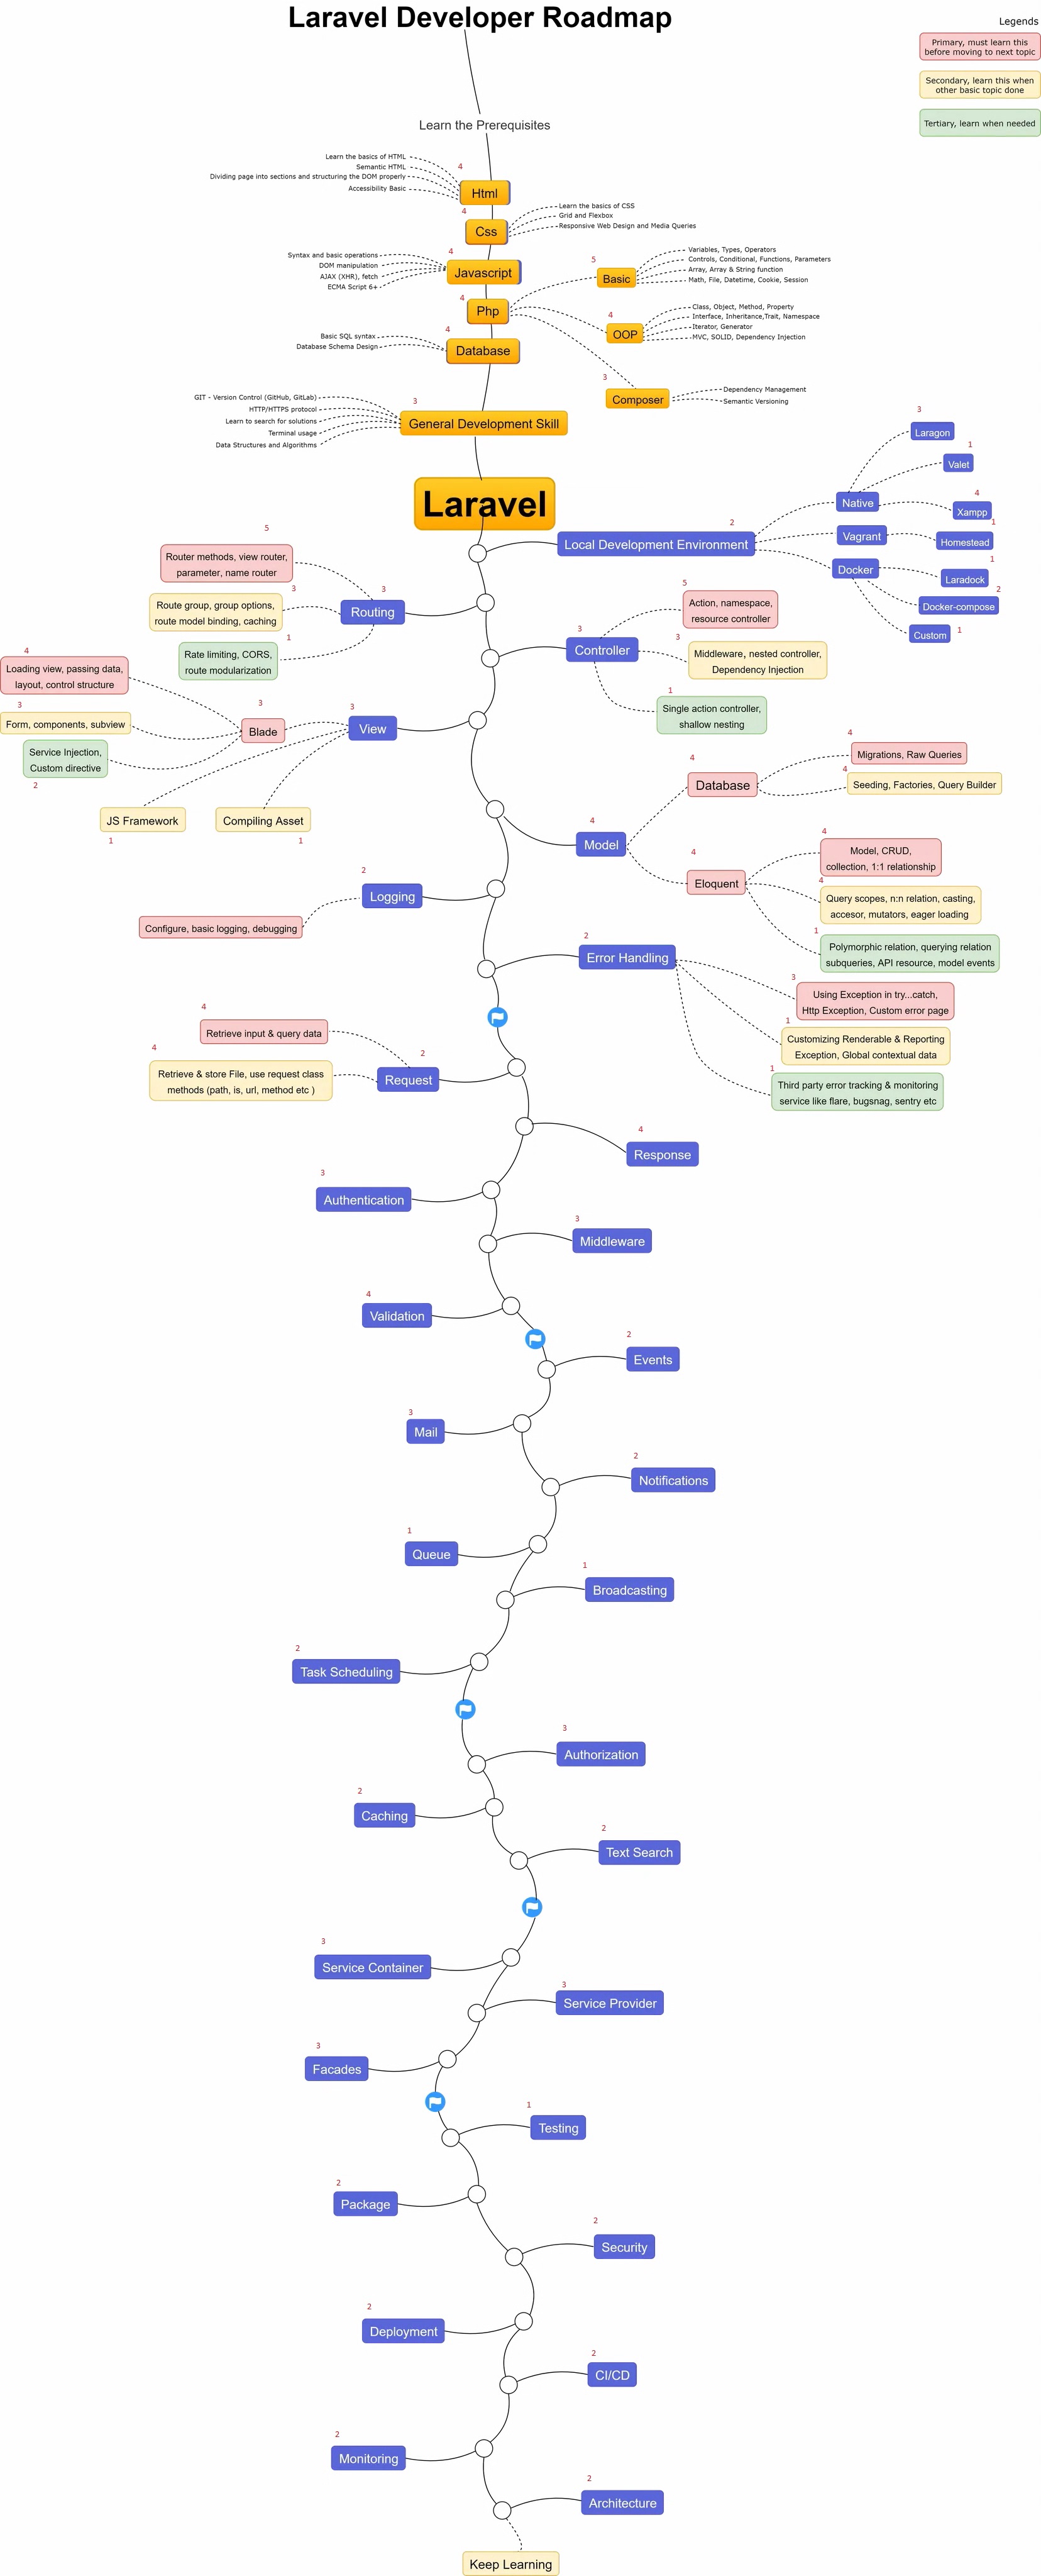 Laravel Developer Roadmap
Legends
Primary, must learn this
before moving to next topic
Secondary, learn this when
other basic topic done
Tertiary, learn when needed
Learn the Prerequisites
Learn the basics of HTML
Semantic HTML
Dividing page into sections and structuring the DOM properly
Accessibility Basic
4
Html
4
Css
Learn the basics of CSS
Grid and Flexbox
Responsive Web Design and Media Queries
Syntax and basic operations
DOM manipulation
AJAX (XHR), fetch
ECMA Script 6+
4
Javascript
4
Php
5
Basic
Variables, Types, Operators
Controls, Conditional, Functions, Parameters
Array, Array & String function
Math, File, Datetime, Cookie, Session
4
OOP
Class, Object, Method, Property
Interface, Inheritance,Trait, Namespace
Iterator, Generator
MVC, SOLID, Dependency Injection
3
Composer
Dependency Management
Semantic Versioning
Basic SQL syntax
Database Schema Design
4
Database
GIT - Version Control (GitHub, GitLab)
HTTP/HTTPS protocol
Learn to search for solutions
Terminal usage
Data Structures and Algorithms
3
General Development Skill
Laravel
2
Local Development Environment
Native
3
Laragon
1
Valet
4
Xampp
Vagrant
1
Homestead
Docker
1
Laradock
2
Docker-compose
Custom
1
5
Router methods, view router,
parameter, name router
3
Route group, group options,
route model binding, caching
1
Rate limiting, CORS,
route modularization
3
Routing
3
Controller
5
Action, namespace,
resource controller
3
Middleware, nested controller,
Dependency Injection
1
Single action controller,
shallow nesting
4
Loading view, passing data,
layout, control structure
3
Form, components, subview
Service Injection,
Custom directive
2
3
Blade
3
View
JS Framework
1
Compiling Asset
1
4
Model
4
Database
4
Migrations, Raw Queries
4
Seeding, Factories, Query Builder
4
Eloquent
4
Model, CRUD,
collection, 1:1 relationship
4
Query scopes, n:n relation, casting,
accesor, mutators, eager loading
1
Polymorphic relation, querying relation
subqueries, API resource, model events
2
Logging
Configure, basic logging, debugging
2
Error Handling
3
Using Exception in try...catch,
Http Exception, Custom error page
1
Customizing Renderable & Reporting
Exception, Global contextual data
1
Third party error tracking & monitoring
service like flare, bugsnag, sentry etc
4
Retrieve input & query data
4
Retrieve & store File, use request class
methods (path, is, url, method etc )
2
Request
4
Response
3
Authentication
3
Middleware
4
Validation
2
Events
3
Mail
2
Notifications
1
Queue
1
Broadcasting
2
Task Scheduling
3
Authorization
2
Caching
2
Text Search
3
Service Container
3
Service Provider
3
Facades
1
Testing
2
Package
2
Security
2
Deployment
2
CI/CD
2
Monitoring
2
Architecture
Keep Learning